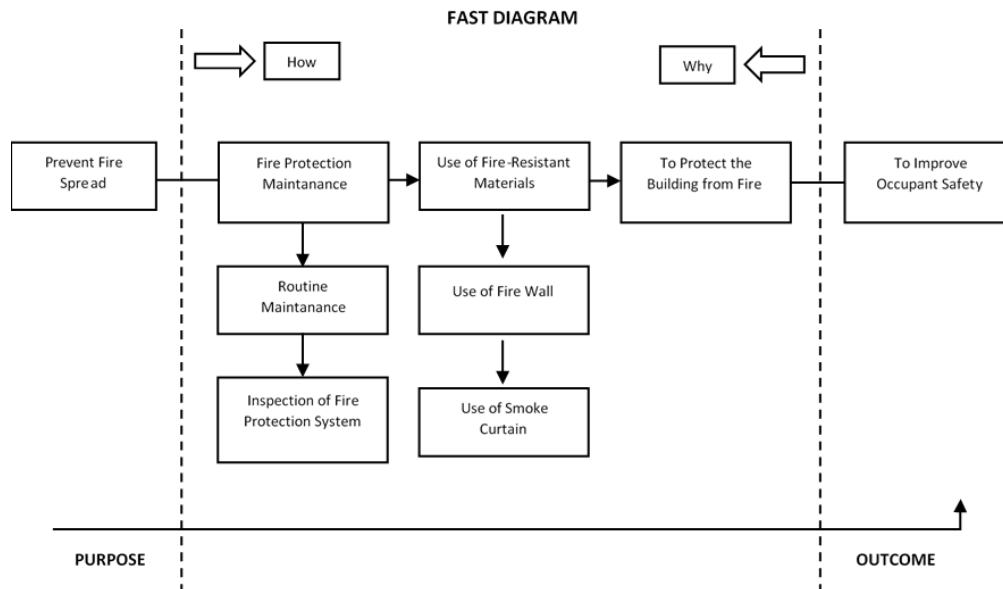 FAST DIAGRAM
How
Why
Prevent Fire
Spread
Fire Protection
Maintanance
Use of Fire-Resistant
Materials
To Protect the
Building from Fire
To Improve
Occupant Safety
Routine
Maintanance
Use of Fire Wall
Inspection of Fire
Protection System
Use of Smoke
Curtain
PURPOSE
OUTCOME